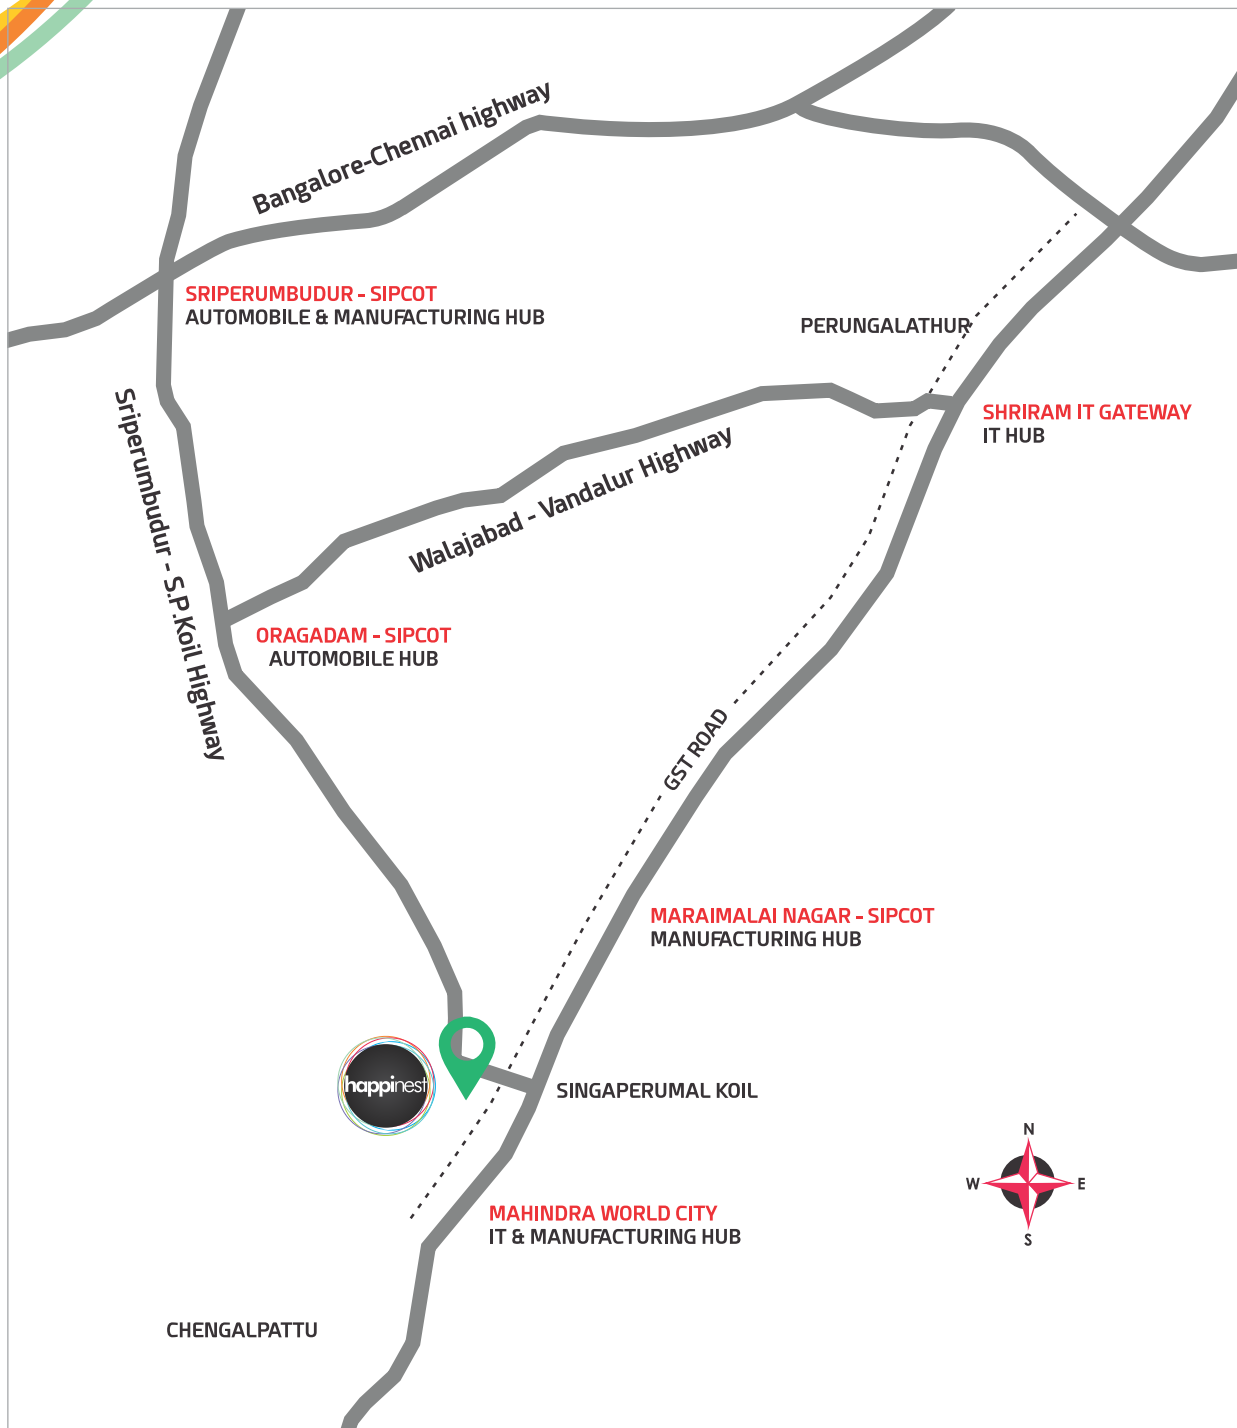 Bangalore-Chennai highway
SRIPERUMBUDUR - SIPCOT
AUTOMOBILE & MANUFACTURING HUB
PERUNGALATHUR
SHRIRAM IT GATEWAY
IT HUB
Sriperumbudur - S.P.Koil Highway
Walajabad - Vandalur Highway
ORAGADAM - SIPCOT
AUTOMOBILE HUB
GST ROAD
MARAIMALAI NAGAR - SIPCOT
MANUFACTURING HUB
happinest
SINGAPERUMAL KOIL
N
W
E
S
MAHINDRA WORLD CITY
IT & MANUFACTURING HUB
CHENGALPATTU